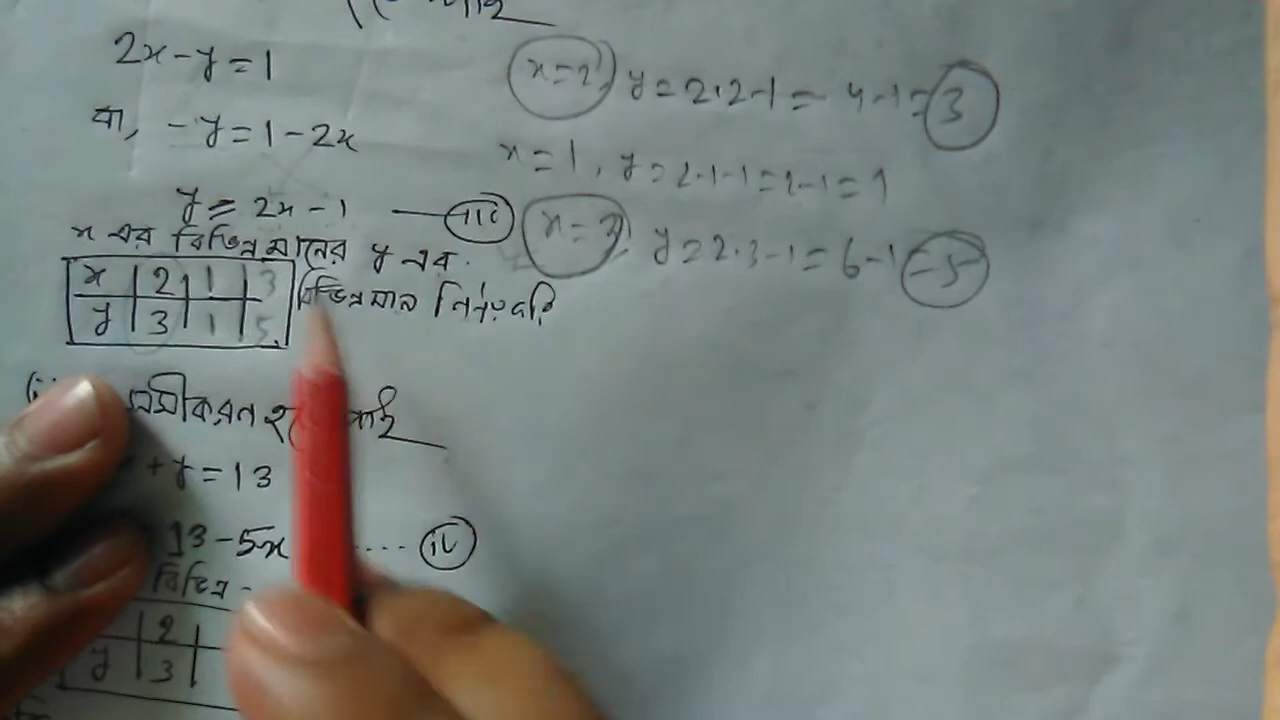 2x-y=1
বা, -y=1-2x
y=2x-1 — iii
x এর বিভিন্ন মানের y এর
x 2 1 3
y 3 1 5
বিভিন্ন মান নির্ণয় করি
সমীকরণ হ
+y=13
13-5x .... iv
বিভিন্ন
2
y 3
x=2, y=2.2-1=4-1=3
x=1, y=2.1-1=2-1=1
x=3, y=2.3-1=6-1=5